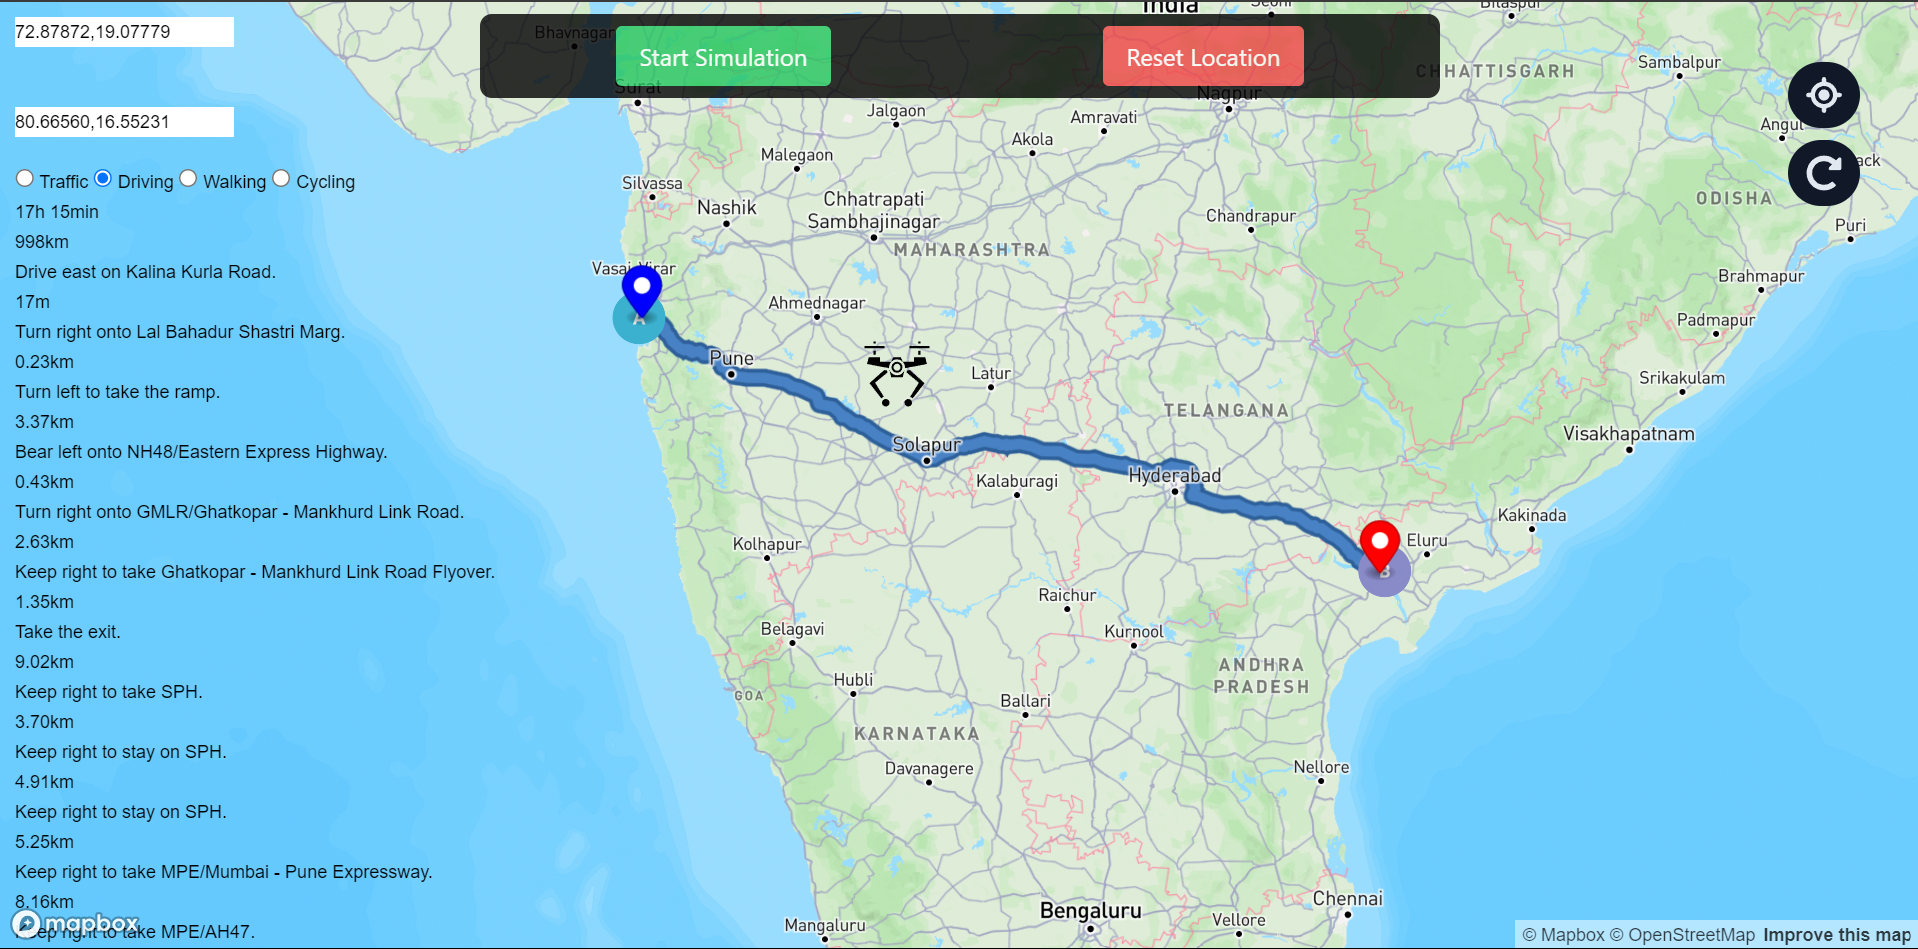 72.87872,19.07779
80.66560,16.55231
Traffic Driving Walking Cycling
17h 15min
998km
Drive east on Kalina Kurla Road.
17m
Turn right onto Lal Bahadur Shastri Marg.
0.23km
Turn left to take the ramp.
3.37km
Bear left onto NH48/Eastern Express Highway.
0.43km
Turn right onto GMLR/Ghatkopar - Mankhurd Link Road.
2.63km
Keep right to take Ghatkopar - Mankhurd Link Road Flyover.
1.35km
Take the exit.
9.02km
Keep right to take SPH.
3.70km
Keep right to stay on SPH.
4.91km
Keep right to stay on SPH.
5.25km
Keep right to take MPE/Mumbai - Pune Expressway.
8.16km
Keep right to take MPE/AH47.
mapbox
Start Simulation
Reset Location
India
Seoni
Bilaspur
Bhavnagar
Surat
Nagpur
CHHATTISGARH
Sambalpur
Jalgaon
Amravati
Akola
Angul
Malegaon
Silvassa
Nashik
Chhatrapati
Sambhajinagar
MAHARASHTRA
Chandrapur
ODISHA
Puri
Vasai-Virar
Brahmapur
Ahmednagar
A
Padmapur
Pune
Latur
Srikakulam
TELANGANA
Visakhapatnam
Solapur
Kalaburagi
Hyderabad
Kakinada
Kolhapur
Eluru
B
Raichur
Belagavi
Kurnool
ANDHRA
PRADESH
GOA
Hubli
Ballari
KARNATAKA
Davanagere
Nellore
Bengaluru
Chennai
Mangaluru
Vellore
© Mapbox © OpenStreetMap Improve this map